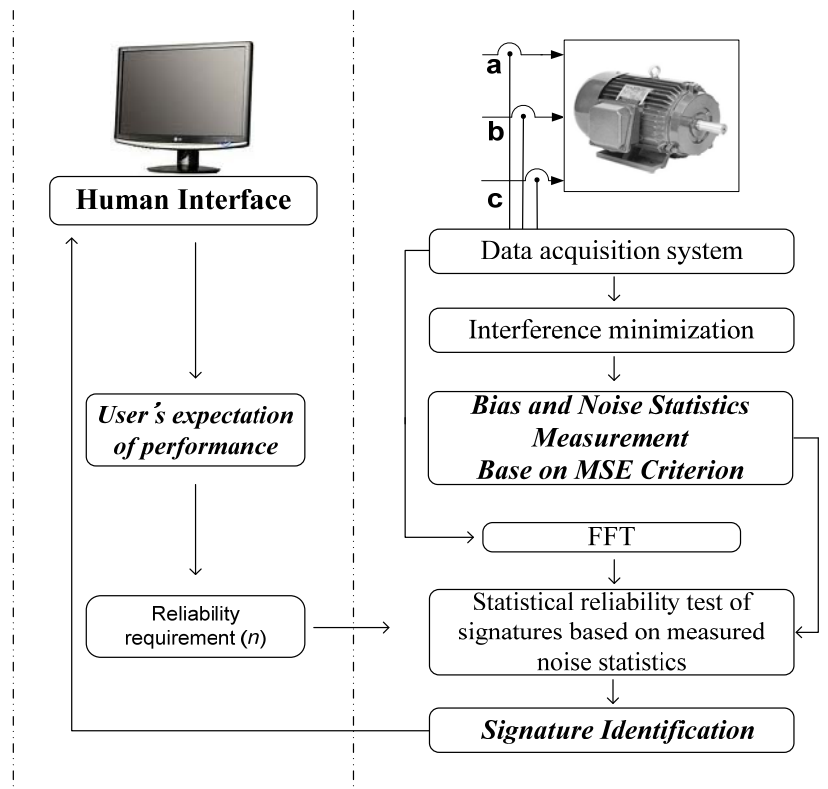 a
b
c
Human Interface
Data acquisition system
Interference minimization
User's expectation
of performance
Bias and Noise Statistics
Measurement
Base on MSE Criterion
FFT
Reliability
requirement (n)
Statistical reliability test of
signatures based on measured
noise statistics
Signature Identification